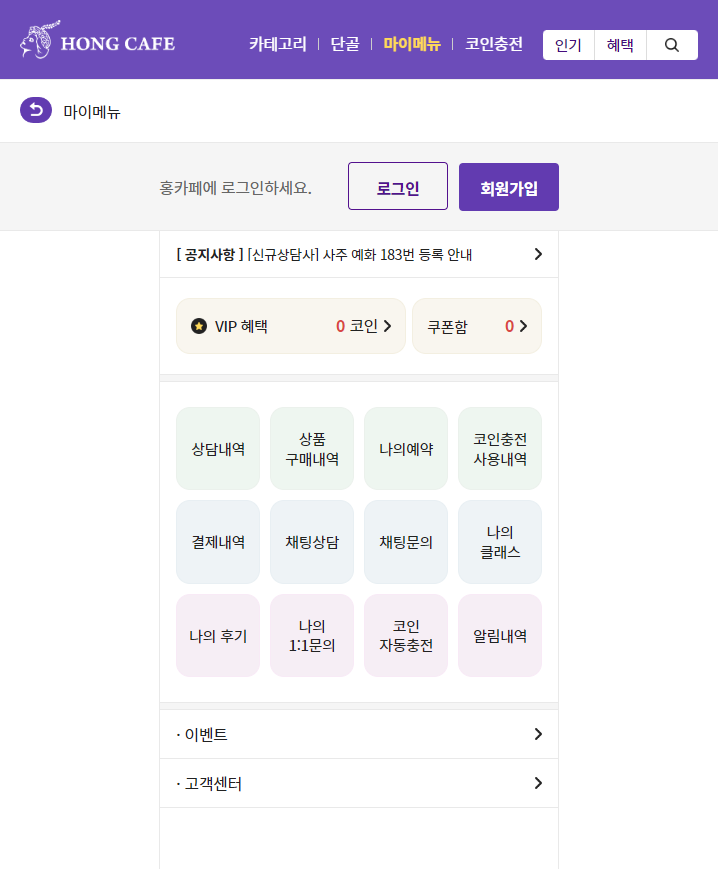 HONG CAFE
카테고리 단골 마이메뉴 코인충전 인기 혜택
마이메뉴
홍카페에 로그인하세요. 로그인 회원가입
[ 공지사항 ] [신규상담사] 사주 예화 183번 등록 안내
VIP 혜택 0 코인 쿠폰함 0
상담내역
상품
구매내역
나의예약
코인충전
사용내역
결제내역
채팅상담
채팅문의
나의
클래스
나의 후기
나의
1:1문의
코인
자동충전
알림내역
· 이벤트
· 고객센터